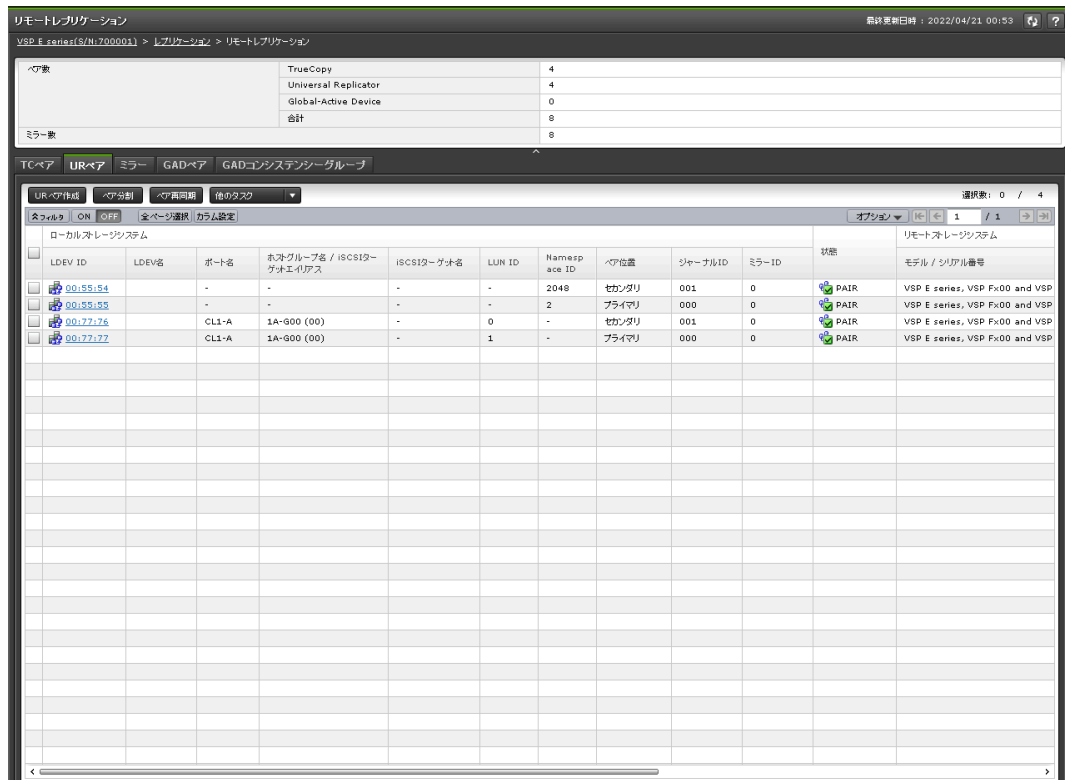 リモートレプリケーション 最終更新日時 : 2022/04/21 00:53 ?
VSP E series(S/N:700001) > レプリケーション > リモートレプリケーション
ペア数 TrueCopy 4
Universal Replicator 4
Global-Active Device 0
合計 8
ミラー数 8
TCペア URペア ミラー GADペア GADコンシステンシーグループ
URペア作成 ペア分割 ペア再同期 他のタスク 選択数: 0 / 4
フィルタ ON OFF 全ページ選択 カラム設定 オプション 1 / 1
ローカルストレージシステム 状態 リモートストレージシステム
LDEV ID LDEV名 ポート名 ホストグループ名 / iSCSIターゲットエイリアス iSCSIターゲット名 LUN ID Namespace ID ペア位置 ジャーナルID ミラーID モデル / シリアル番号
00:55:54 - - - - 2048 セカンダリ 001 0 PAIR VSP E series, VSP Fx00 and VSP
00:55:55 - - - - 2 プライマリ 000 0 PAIR VSP E series, VSP Fx00 and VSP
00:77:76 CL1-A 1A-G00 (00) - 0 - セカンダリ 001 0 PAIR VSP E series, VSP Fx00 and VSP
00:77:77 CL1-A 1A-G00 (00) - 1 - プライマリ 000 0 PAIR VSP E series, VSP Fx00 and VSP